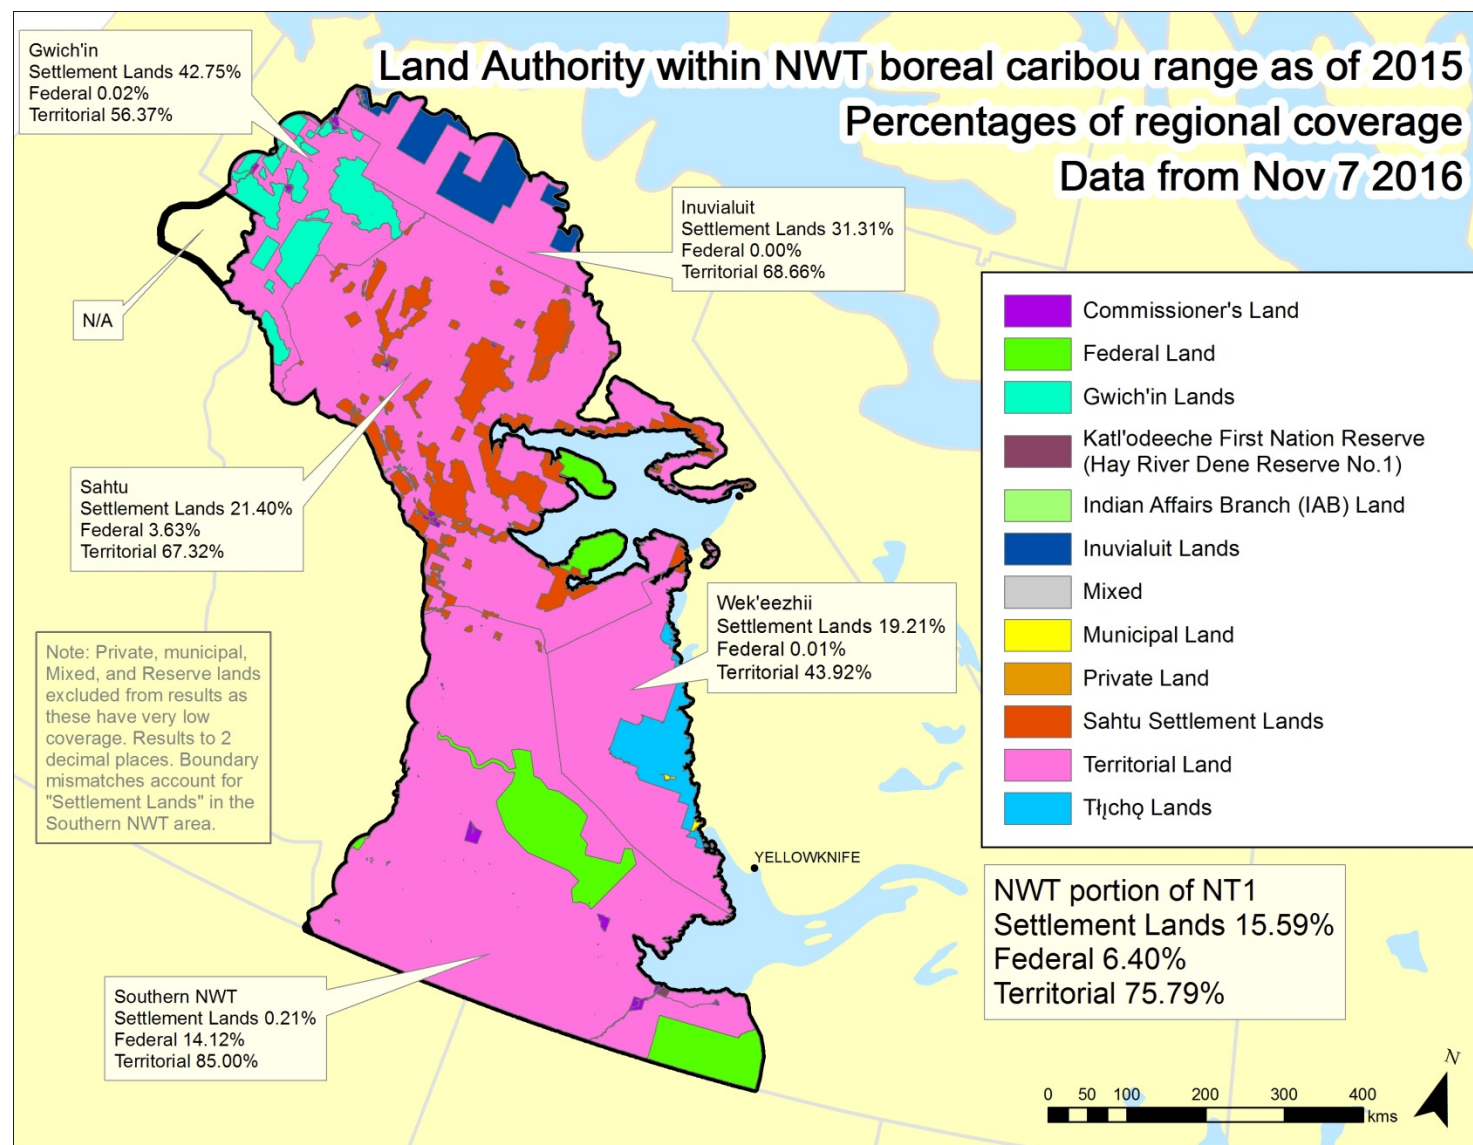 Land Authority within NWT boreal caribou range as of 2015
Percentages of regional coverage
Data from Nov 7 2016
Gwich'in
Settlement Lands 42.75%
Federal 0.02%
Territorial 56.37%
Inuvialuit
Settlement Lands 31.31%
Federal 0.00%
Territorial 68.66%
N/A
Sahtu
Settlement Lands 21.40%
Federal 3.63%
Territorial 67.32%
Wek'eezhii
Settlement Lands 19.21%
Federal 0.01%
Territorial 43.92%
Note: Private, municipal,
Mixed, and Reserve lands
excluded from results as
these have very low
coverage. Results to 2
decimal places. Boundary
mismatches account for
"Settlement Lands" in the
Southern NWT area.
YELLOWKNIFE
Southern NWT
Settlement Lands 0.21%
Federal 14.12%
Territorial 85.00%
Commissioner's Land
Federal Land
Gwich'in Lands
Katl'odeeche First Nation Reserve
(Hay River Dene Reserve No.1)
Indian Affairs Branch (IAB) Land
Inuvialuit Lands
Mixed
Municipal Land
Private Land
Sahtu Settlement Lands
Territorial Land
Tłįchǫ Lands
NWT portion of NT1
Settlement Lands 15.59%
Federal 6.40%
Territorial 75.79%
N
0 50 100 200 300 400
kms